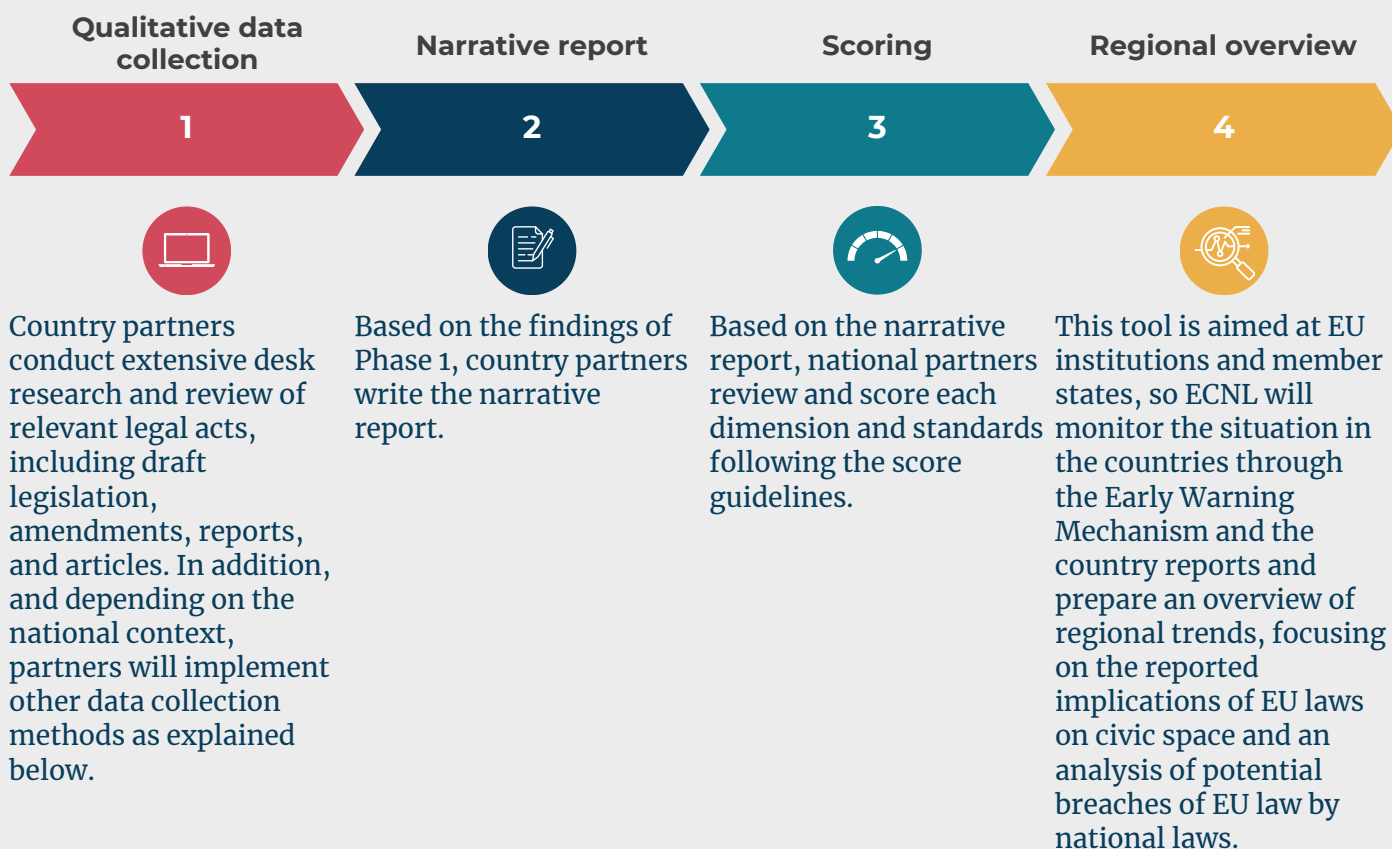 Qualitative data
collection
1
Country partners
conduct extensive desk
research and review of
relevant legal acts,
including draft
legislation,
amendments, reports,
and articles. In addition,
and depending on the
national context,
partners will implement
other data collection
methods as explained
below.
Narrative report
2
Based on the findings of
Phase 1, country partners
write the narrative
report.
Scoring
3
Based on the narrative
report, national partners
review and score each
dimension and standards
following the score
guidelines.
Regional overview
4
This tool is aimed at EU
institutions and member
states, so ECNL will
monitor the situation in
the countries through
the Early Warning
Mechanism and the
country reports and
prepare an overview of
regional trends, focusing
on the reported
implications of EU laws
on civic space and an
analysis of potential
breaches of EU law by
national laws.